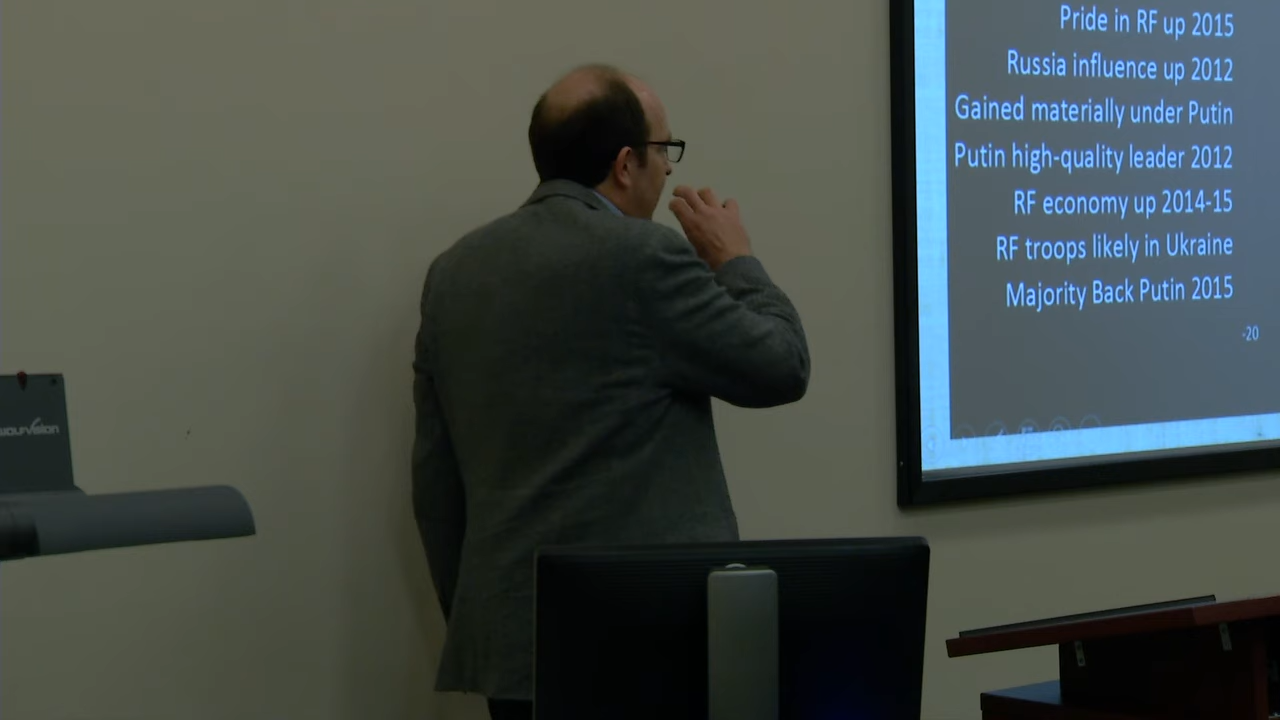 Pride in RF up 2015
Russia influence up 2012
Gained materially under Putin
Putin high-quality leader 2012
RF economy up 2014-15
RF troops likely in Ukraine
Majority Back Putin 2015
-20
wolfvision